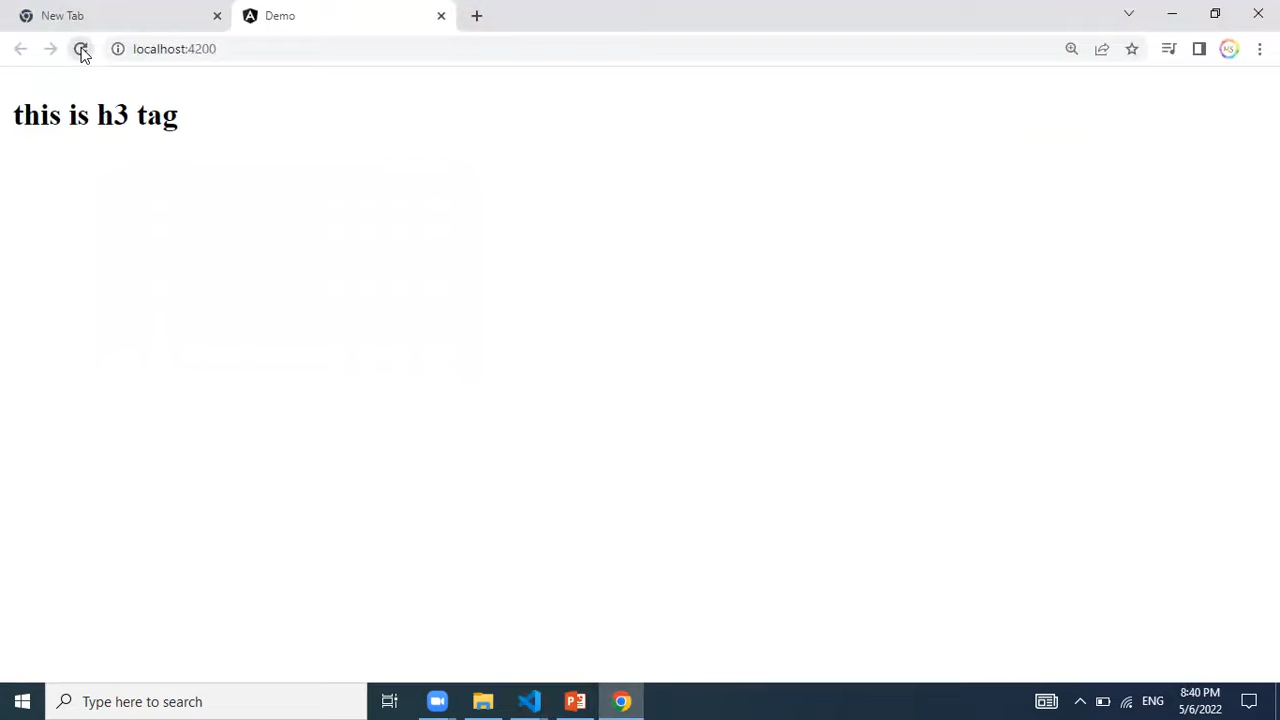 New Tab
Demo
localhost:4200
MS
this is h3 tag
Type here to search
ENG
8:40 PM
5/6/2022